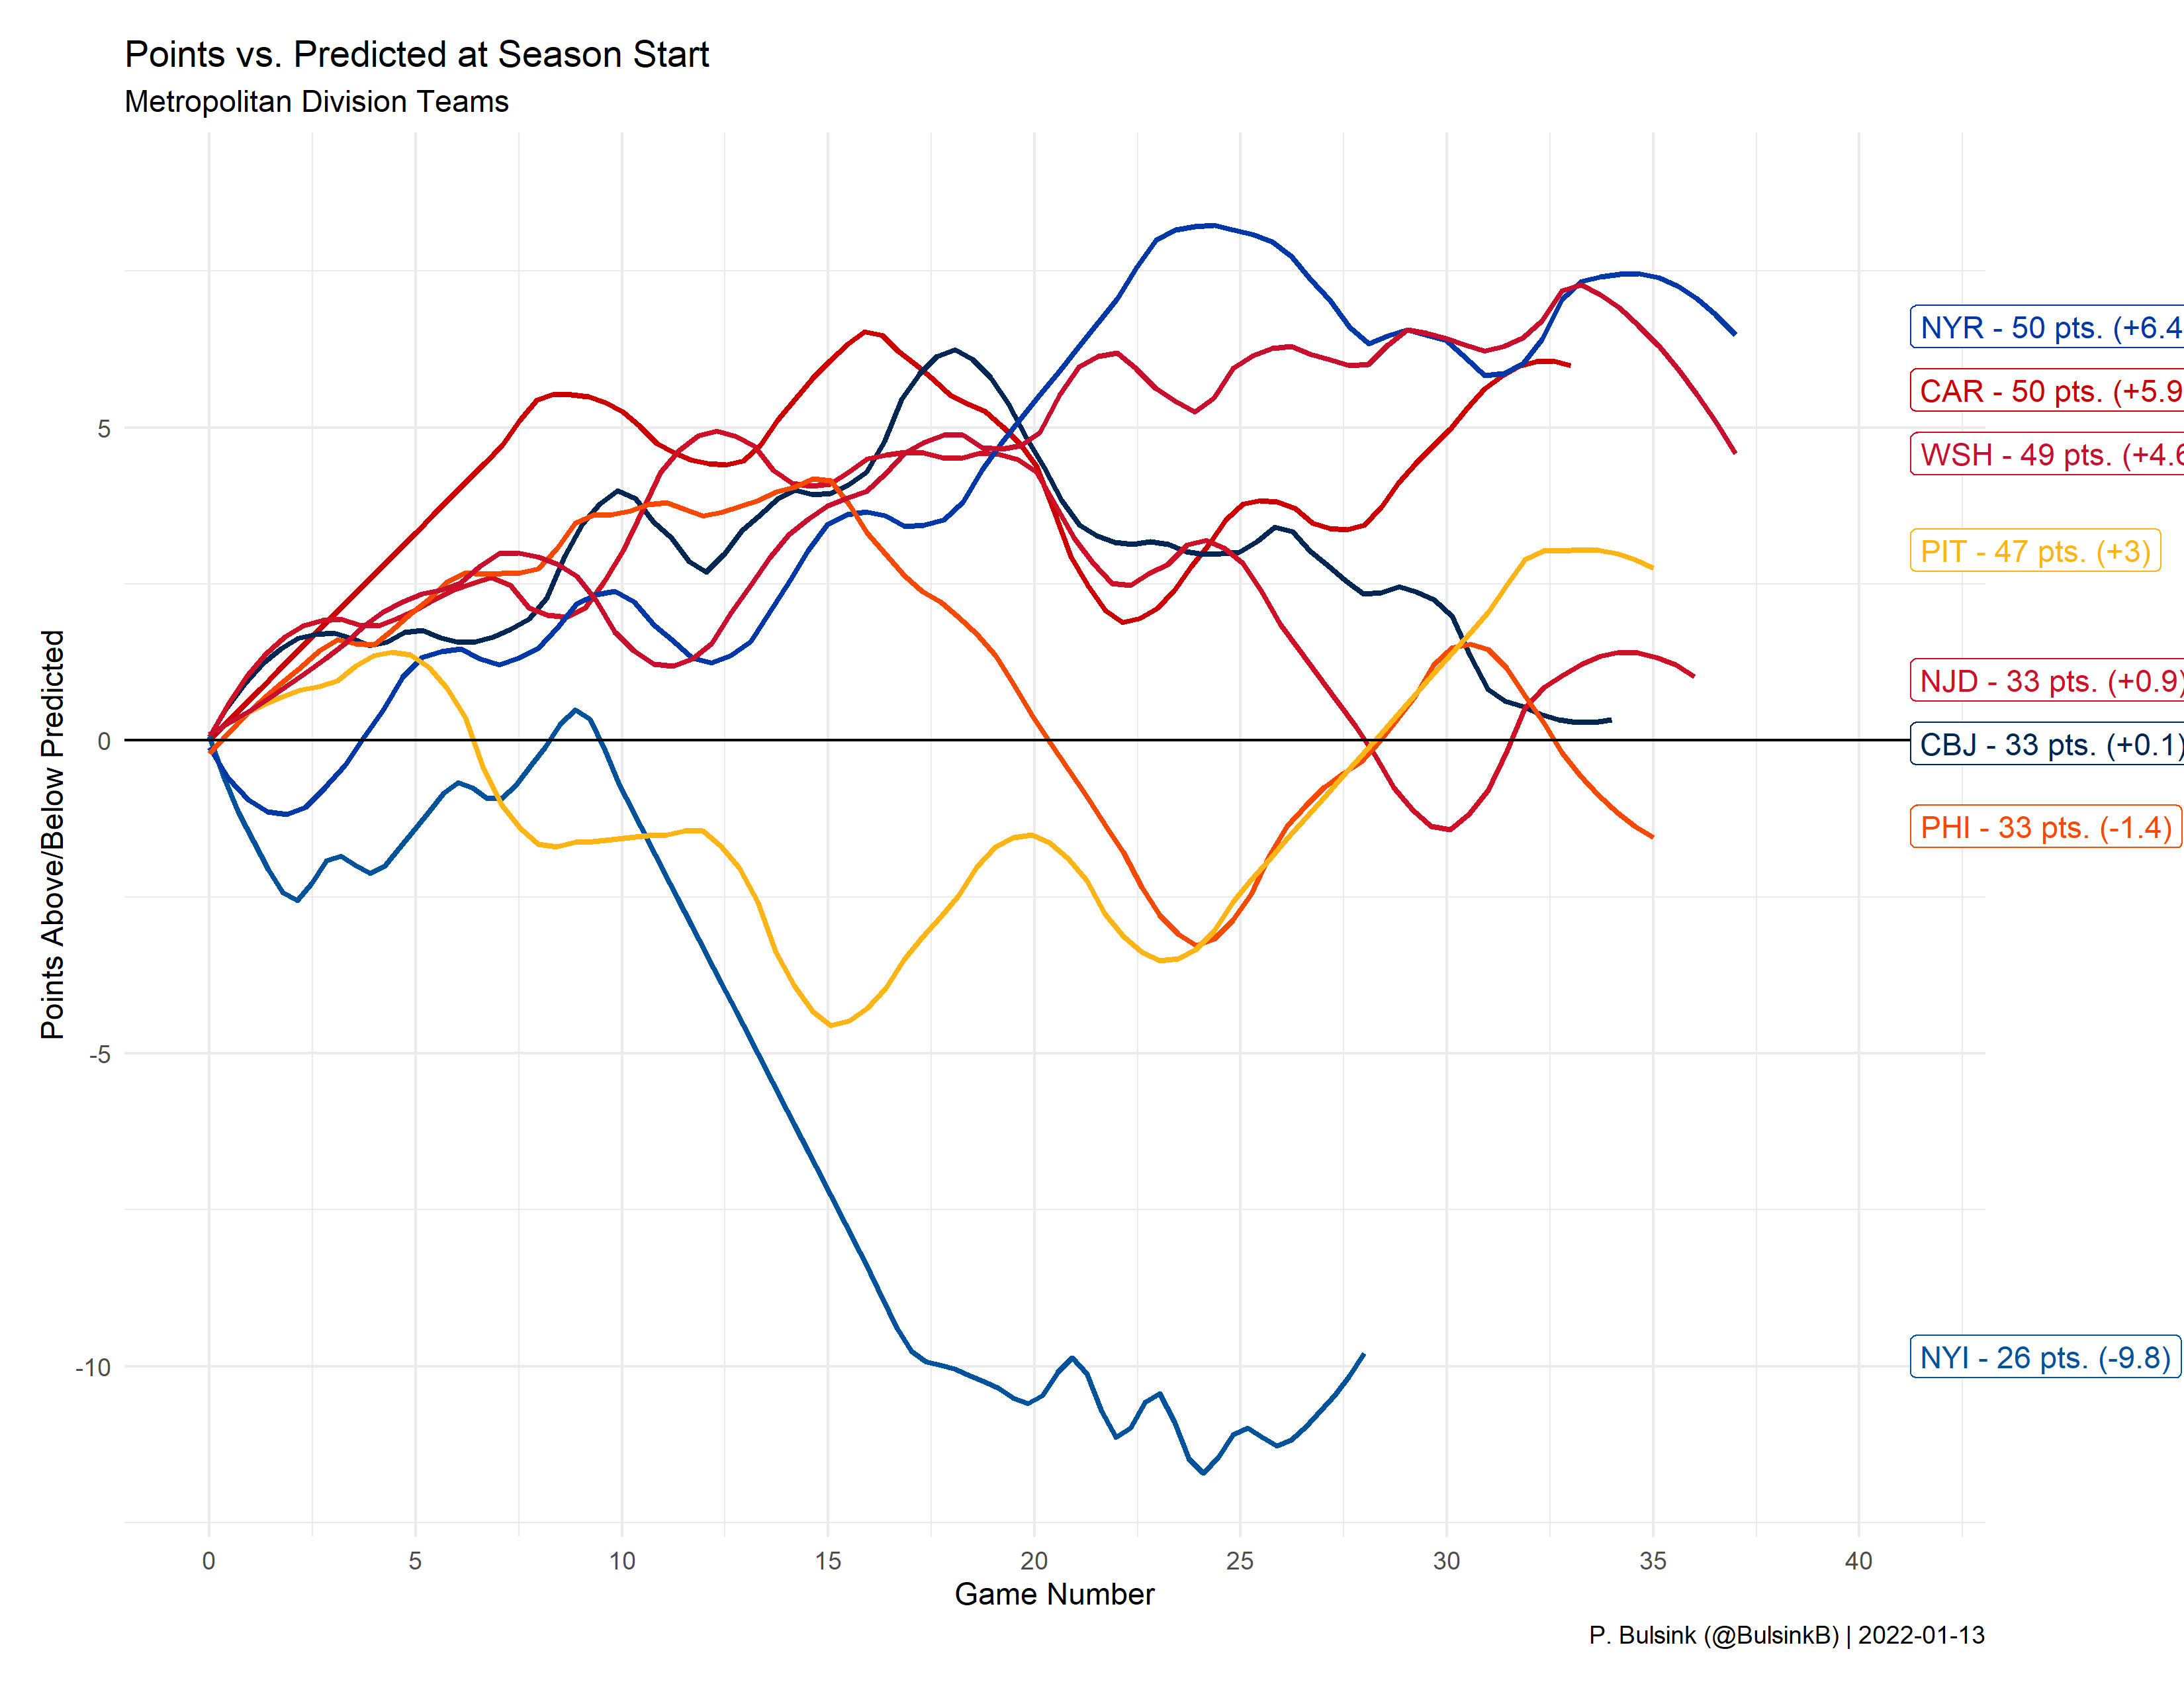 Points vs. Predicted at Season Start
Metropolitan Division Teams
Points Above/Below Predicted
5
0
-5
-10
NYR - 50 pts. (+6.4
CAR - 50 pts. (+5.9
WSH - 49 pts. (+4.6
PIT - 47 pts. (+3)
NJD - 33 pts. (+0.9)
CBJ - 33 pts. (+0.1)
PHI - 33 pts. (-1.4)
NYI - 26 pts. (-9.8)
0 5 10 15 20 25 30 35 40
Game Number
P. Bulsink (@BulsinkB) | 2022-01-13